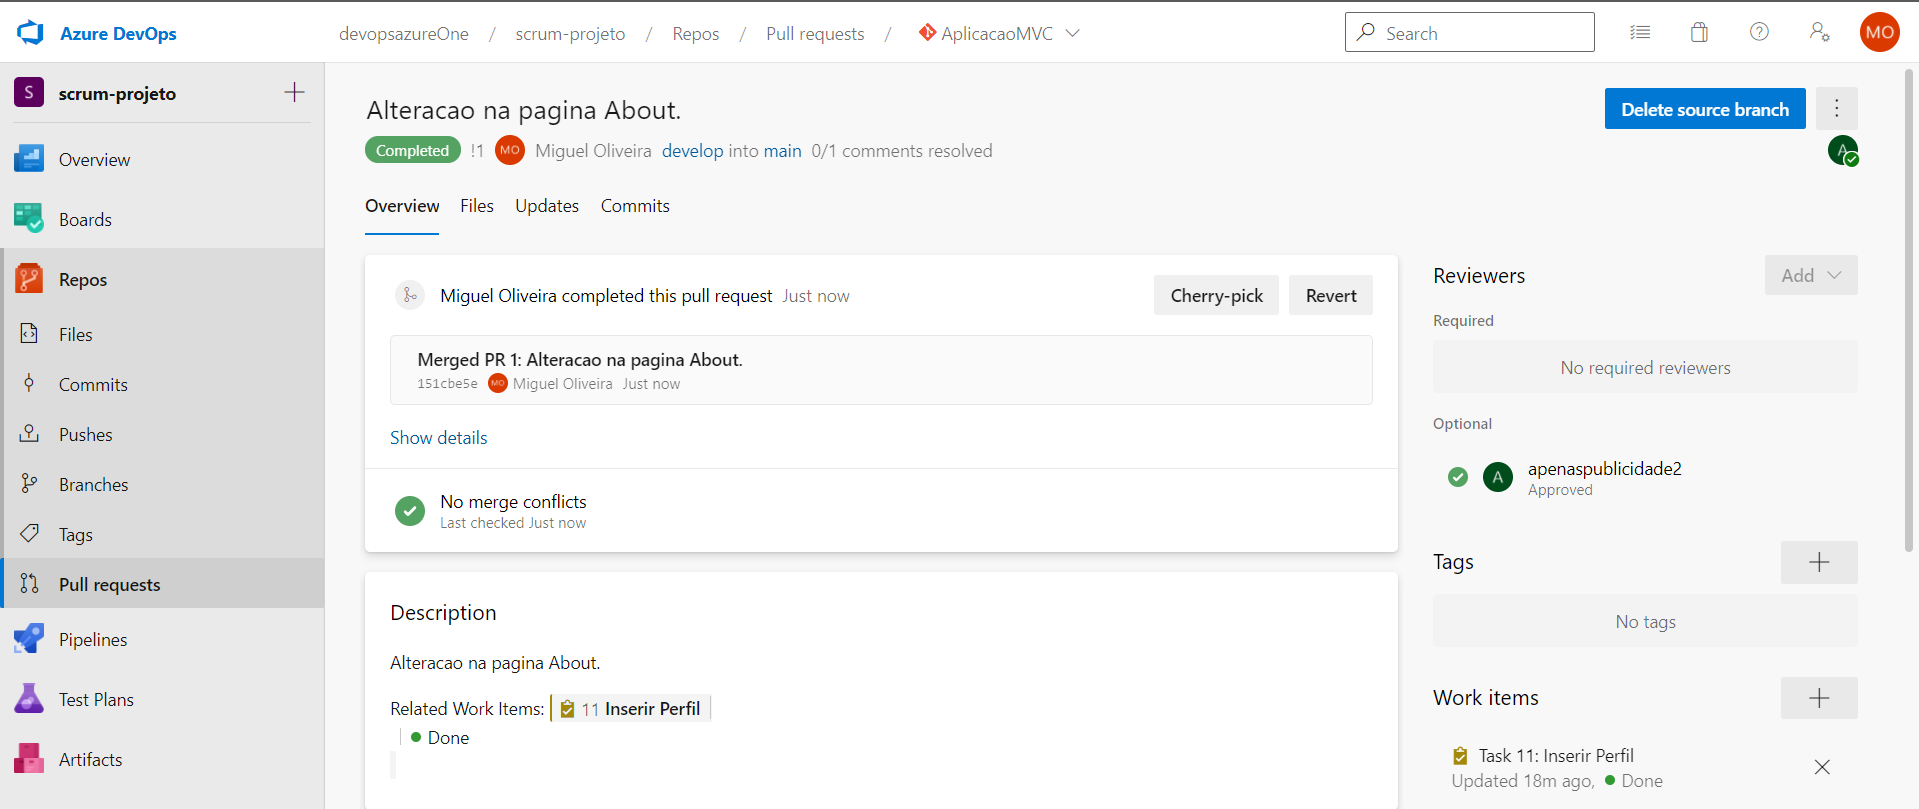 Azure DevOps
devopsazureOne / scrum-projeto / Repos / Pull requests / AplicacaoMVC
Search
MO
S scrum-projeto
Overview
Boards
Repos
Files
Commits
Pushes
Branches
Tags
Pull requests
Pipelines
Test Plans
Artifacts
Alteracao na pagina About.
Delete source branch
Completed !1 MO Miguel Oliveira develop into main 0/1 comments resolved
A
Overview Files Updates Commits
Miguel Oliveira completed this pull request Just now
Cherry-pick Revert
Merged PR 1: Alteracao na pagina About.
151cbe5e MO Miguel Oliveira Just now
Show details
No merge conflicts
Last checked Just now
Description
Alteracao na pagina About.
Related Work Items: 11 Inserir Perfil
Done
Reviewers Add
Required
No required reviewers
Optional
A apenaspublicidade2
Approved
Tags
No tags
Work items
Task 11: Inserir Perfil
Updated 18m ago, Done